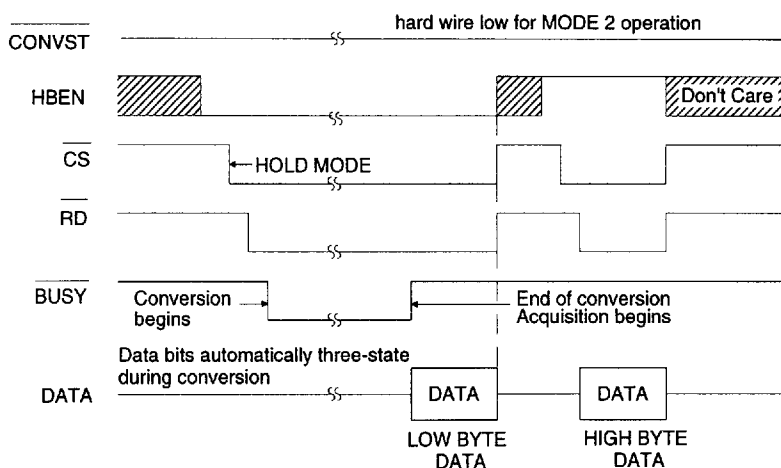 hard wire low for MODE 2 operation
CONVST
HBEN
Don't Care
CS
HOLD MODE
RD
BUSY
Conversion
begins
End of conversion
Acquisition begins
Data bits automatically three-state
during conversion
DATA
DATA
DATA
LOW BYTE
DATA
HIGH BYTE
DATA